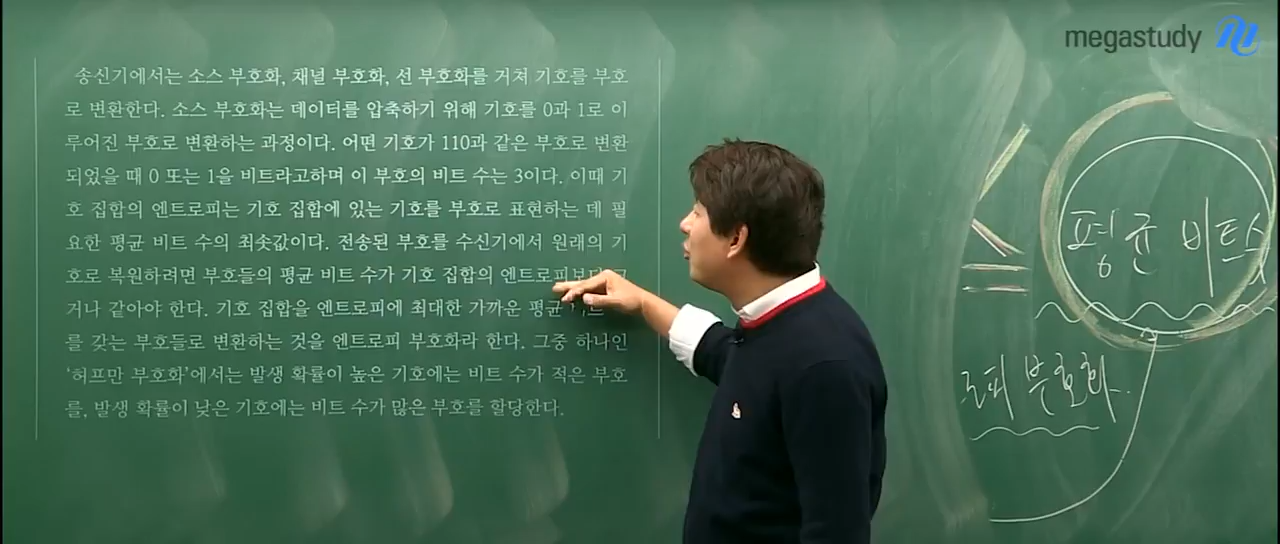 megastudy
송신기에서는 소스 부호화, 채널 부호화, 선 부호화를 거쳐 기호를 부호
로 변환한다. 소스 부호화는 데이터를 압축하기 위해 기호를 0과 1로 이
루어진 부호로 변환하는 과정이다. 어떤 기호가 110과 같은 부호로 변환
되었을 때 0 또는 1을 비트라고하며 이 부호의 비트 수는 3이다. 이때 기
호 집합의 엔트로피는 기호 집합에 있는 기호를 부호로 표현하는 데 필
요한 평균 비트 수의 최솟값이다. 전송된 부호를 수신기에서 원래의 기
호로 복원하려면 부호들의 평균 비트 수가 기호 집합의 엔트로피보다
거나 같아야 한다. 기호 집합을 엔트로피에 최대한 가까운 평균
를 갖는 부호들로 변환하는 것을 엔트로피 부호화라 한다. 그중 하나인
‘허프만 부호화’에서는 발생 확률이 높은 기호에는 비트 수가 적은 부호
를, 발생 확률이 낮은 기호에는 비트 수가 많은 부호를 할당한다.
≤ 평균 비트수
로피 부호화